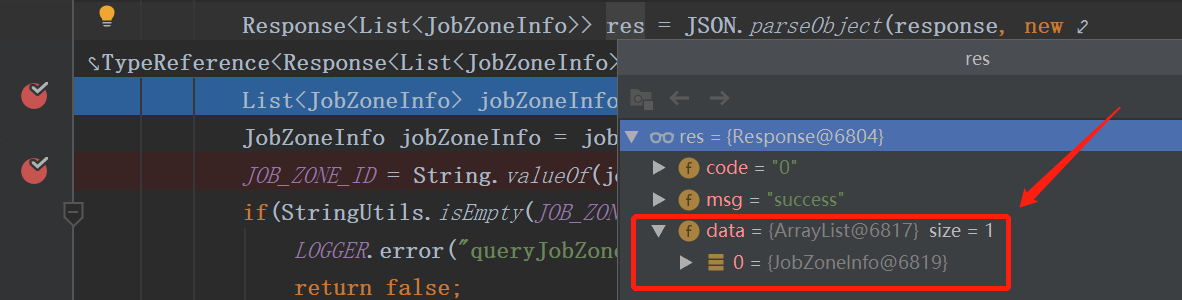 Response<List<JobZoneInfo>> res = JSON.parseObject(response, new
TypeReference<Response<List<JobZoneInfo>
res
List<JobZoneInfo> jobZoneInfo
JobZoneInfo jobZoneInfo = job
res = {Response@6804}
JOB_ZONE_ID = String.valueOf(jo
f code = "0"
if(StringUtils.isEmpty(JOB_ZON
f msg = "success"
LOGGER.error("queryJobZone
f data = {ArrayList@6817} size = 1
return false;
0 = {JobZoneInfo@6819}